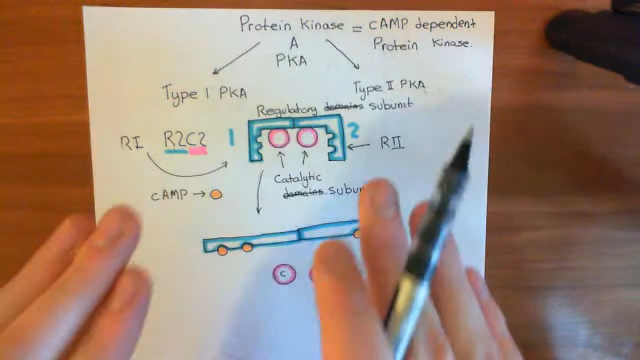 Protein Kinase = cAMP dependent
A Protein Kinase.
PKA
Type I PKA Type II PKA
Regulatory domains subunit
RI R2C2 1 2 RII
Catalytic
cAMP → domains subun
C